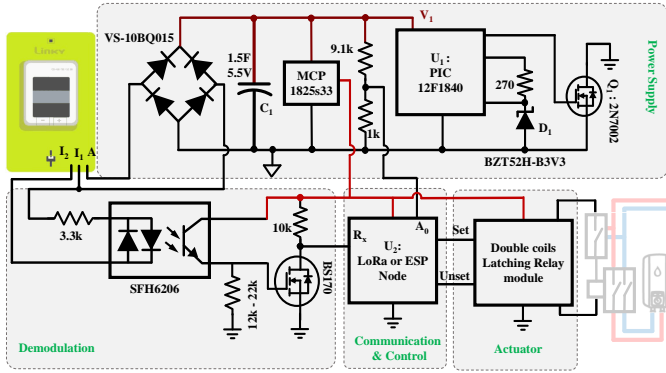 VS-10BQ015
V1
Linky
1.5F
5.5V
C1
MCP
1825s33
9.1k
1k
U1:
PIC
12F1840
270
D1
Q1: 2N7002
BZT52H-B3V3
Power Supply
I2 I1 A
3.3k
SFH6206
12k - 22k
10k
BS170
Rx
A0
U2:
LoRa or ESP
Node
Set
Unset
Double coils
Latching Relay
module
Demodulation
Communication
& Control
Actuator